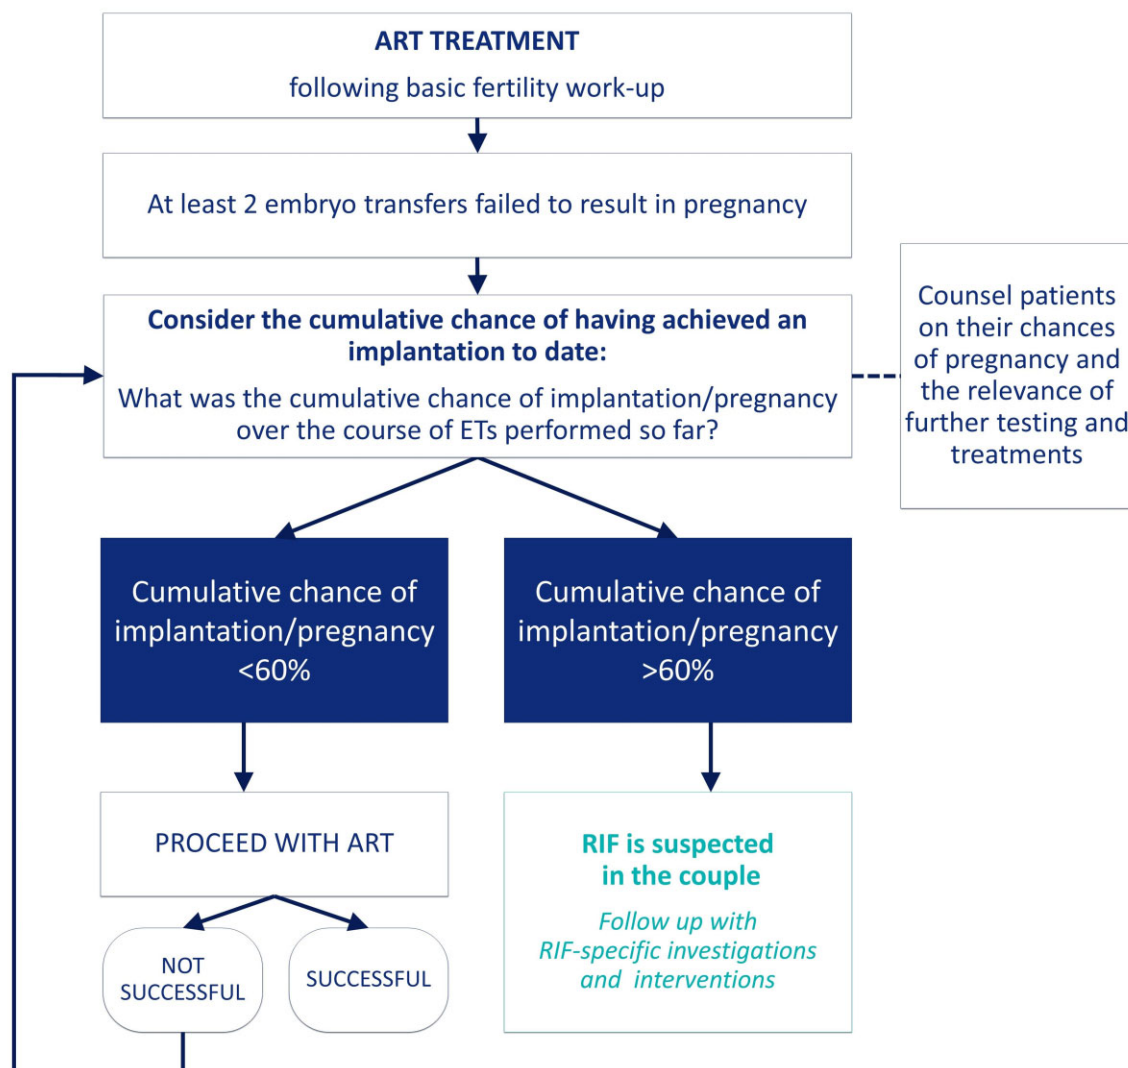 ART TREATMENT
following basic fertility work-up
At least 2 embryo transfers failed to result in pregnancy
Consider the cumulative chance of having achieved an
implantation to date:
What was the cumulative chance of implantation/pregnancy
over the course of ETs performed so far?
Counsel patients
on their chances
of pregnancy and
the relevance of
further testing and
treatments
Cumulative chance of
implantation/pregnancy
<60%
Cumulative chance of
implantation/pregnancy
>60%
PROCEED WITH ART
RIF is suspected
in the couple
Follow up with
RIF-specific investigations
and interventions
NOT
SUCCESSFUL
SUCCESSFUL